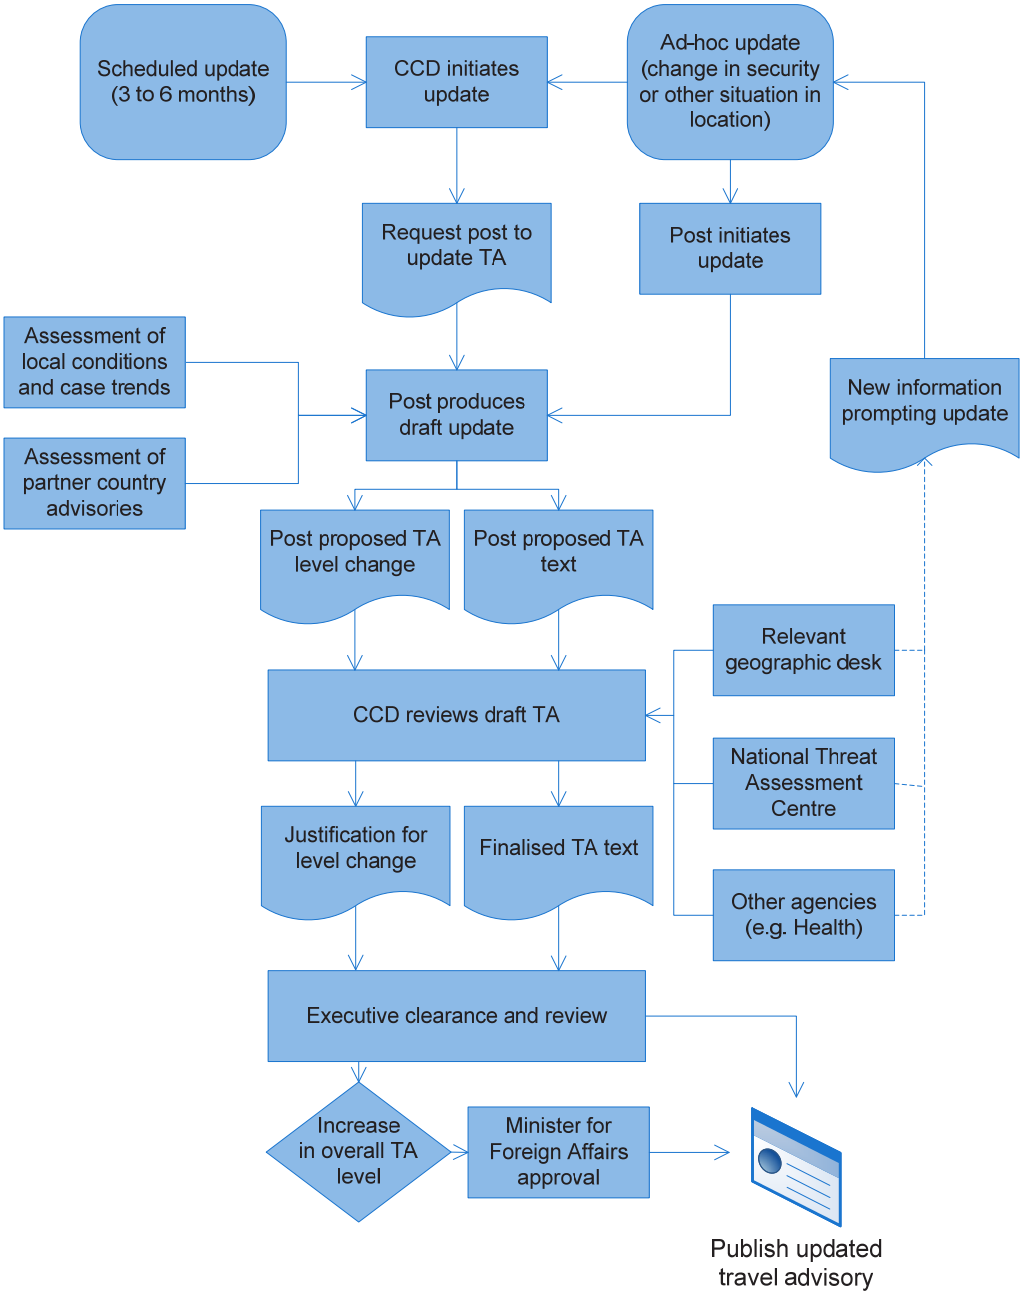 Scheduled update
(3 to 6 months)
CCD initiates
update
Ad-hoc update
(change in security
or other situation in
location)
Request post to
update TA
Post initiates
update
Assessment of
local conditions
and case trends
Post produces
draft update
New information
prompting update
Assessment of
partner country
advisories
Post proposed TA
level change
Post proposed TA
text
Relevant
geographic desk
CCD reviews draft TA
National Threat
Assessment
Centre
Justification for
level change
Finalised TA text
Other agencies
(e.g. Health)
Executive clearance and review
Increase
in overall TA
level
Minister for
Foreign Affairs
approval
Publish updated
travel advisory